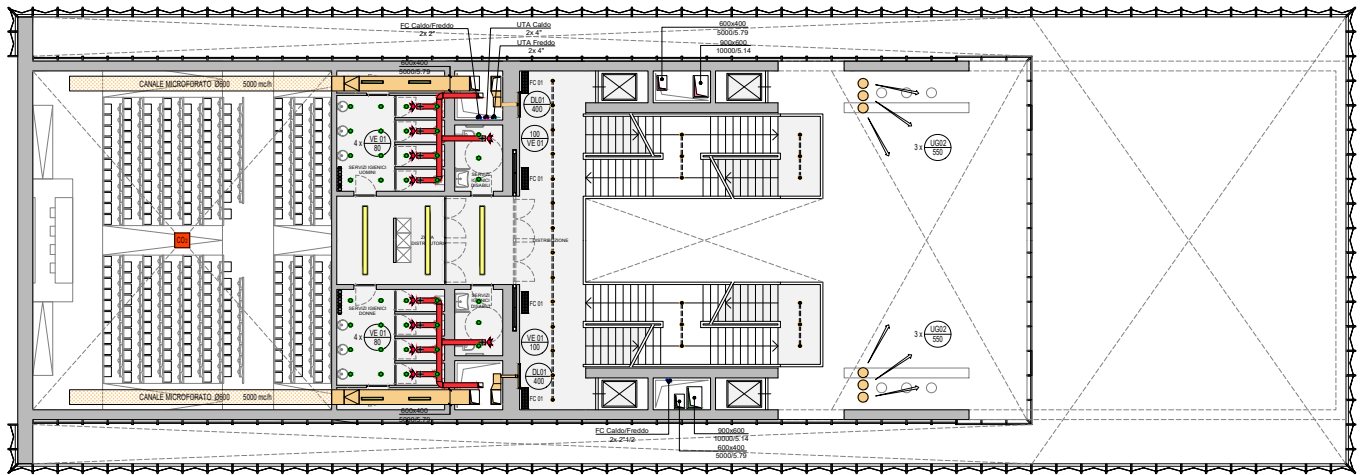 FC Caldo/Freddo
2x 2"
UTA Caldo
2x 4"
UTA Freddo
2x 4"
600x400
5000/5.79
900x600
10000/5.14
600x400
5000/5.79
CANALE MICROFORATO Ø600 5000 mc/h
FC 01
DL01
400
100
VE 01
4 x
VE 01
80
SERVIZI IGIENICI
UOMINI
SERVIZI
IGIENICI
DISABILI
FC 01
3 x
UG02
550
CO₂
DISTRIBUZIONE
SERVIZI IGIENICI
DONNE
SERVIZI
IGIENICI
DISABILI
FC 01
4 x
VE 01
80
VE 01
100
3 x
UG02
550
DL01
400
CANALE MICROFORATO Ø600 5000 mc/h
FC 01
600x400
5000/5.79
FC Caldo/Freddo
2x 2"1/2
900x600
10000/5.14
600x400
5000/5.79